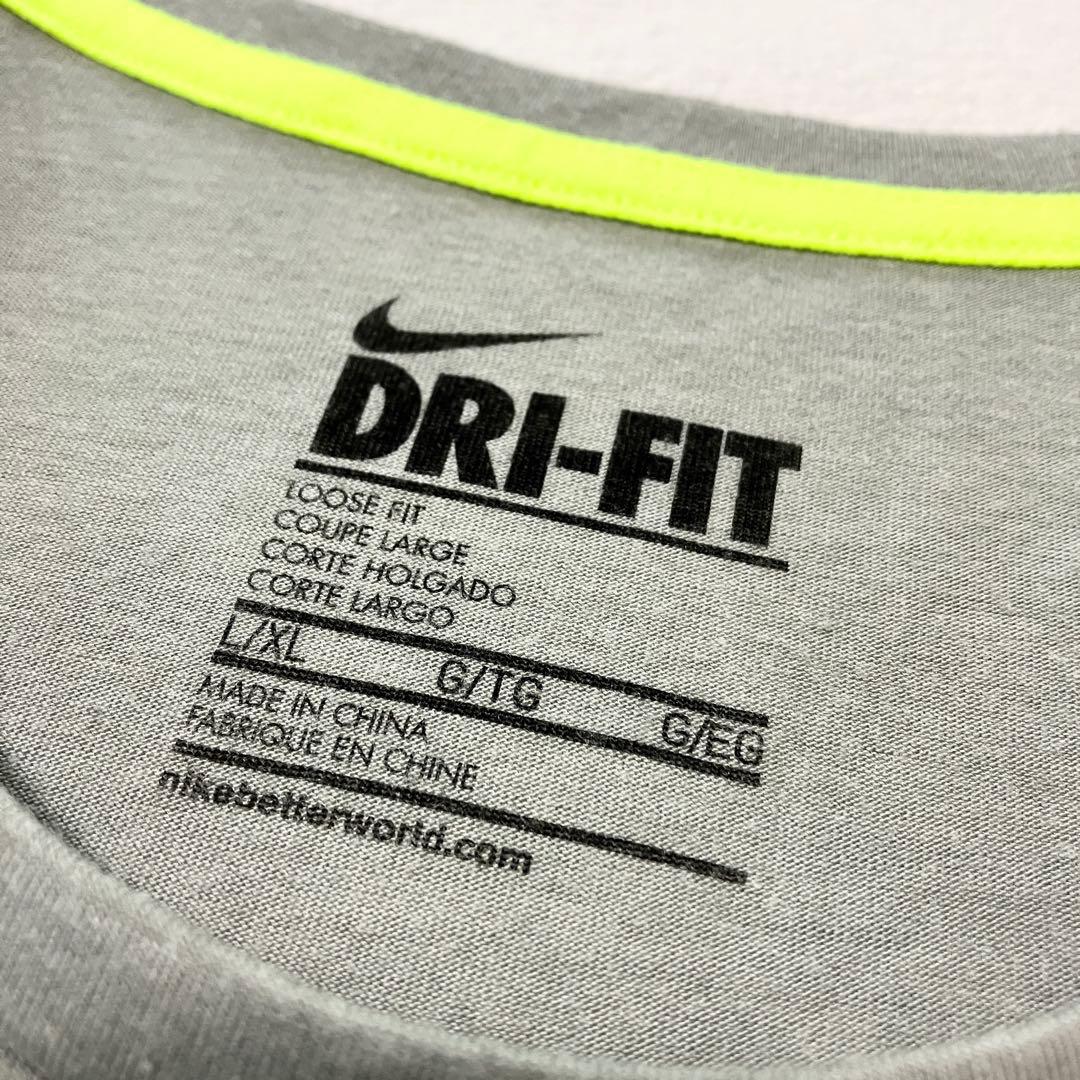 DRI-FIT
LOOSE FIT
COUPE LARGE
CORTE HOLGADO
CORTE LARGO
L/XL G/TG G/EG
MADE IN CHINA
FABRIQUE EN CHINE
nikebetterworld.com